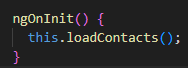 ngOnInit() {
  this.loadContacts();
}